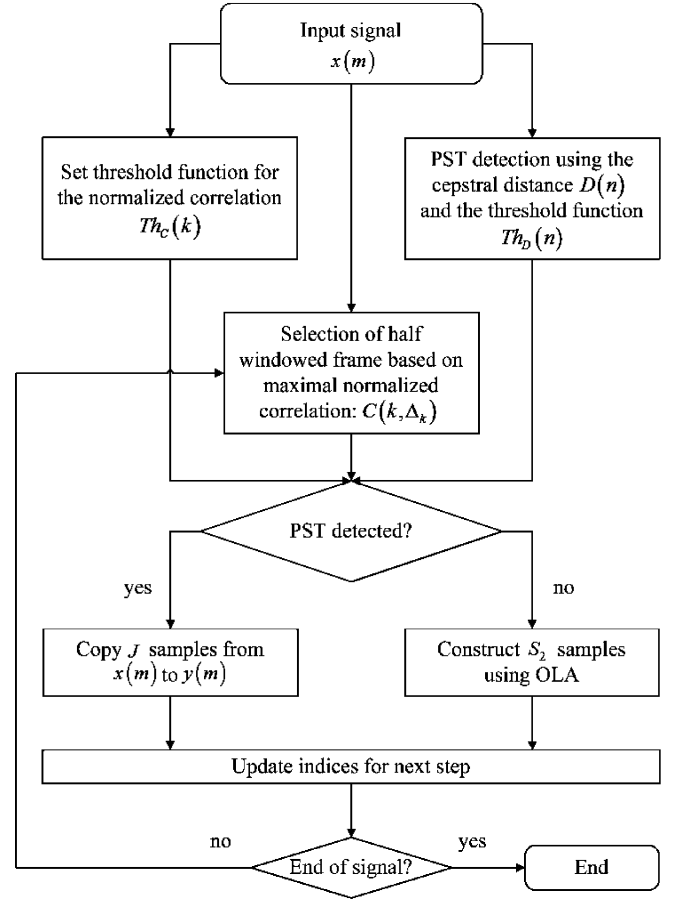 Input signal
x(m)
Set threshold function for
the normalized correlation
Th_C(k)
PST detection using the
cepstral distance D(n)
and the threshold function
Th_D(n)
Selection of half
windowed frame based on
maximal normalized
correlation: C(k,Δ_k)
PST detected?
yes
no
Copy J samples from
x(m) to y(m)
Construct S_2 samples
using OLA
Update indices for next step
no
End of signal?
yes
End